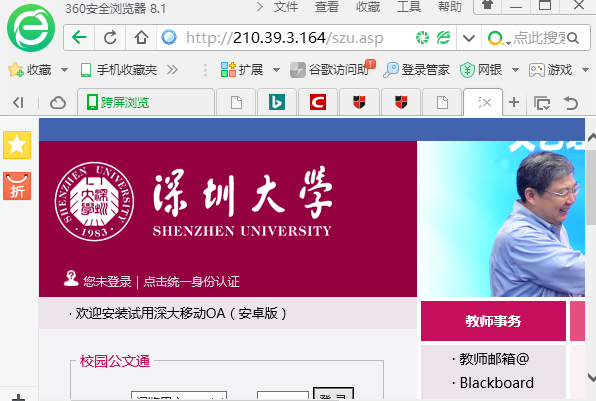 360安全浏览器 8.1
文件 查看 收藏 工具 帮助
http://210.39.3.164/szu.asp
点此搜索
收藏 手机收藏夹 扩展 谷歌访问助 登录管家 网银 游戏
跨屏浏览
折
SHENZHEN UNIVERSITY
1983
深圳大学
SHENZHEN UNIVERSITY
您未登录 | 点击统一身份认证
· 欢迎安装试用深大移动OA（安卓版）
教师事务
校园公文通
· 教师邮箱@
· Blackboard
登录